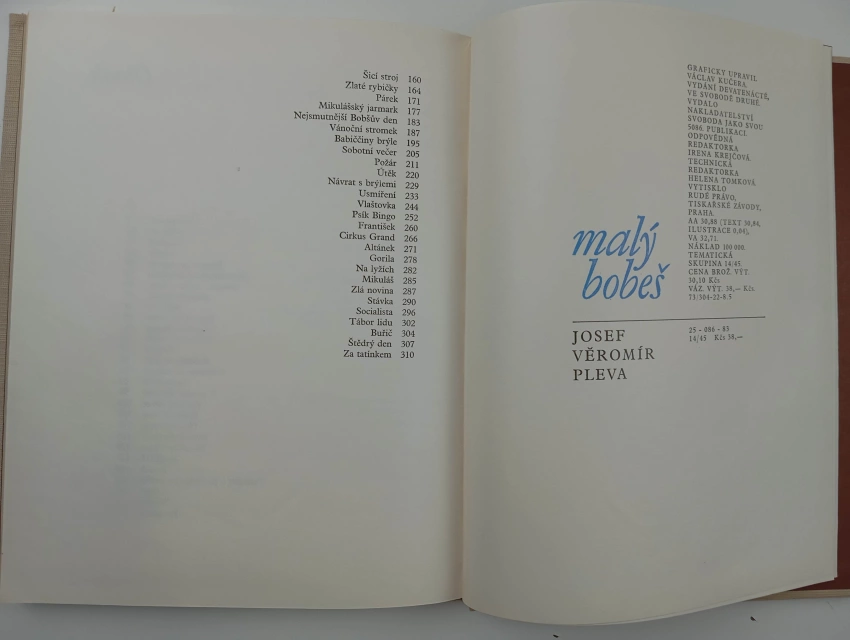 Šicí stroj 160
Zlaté rybičky 164
Párek 171
Mikulášský jarmark 177
Nejsmutnější Bobšův den 183
Vánoční stromek 187
Babiččiny brýle 195
Sobotní večer 205
Požár 211
Útěk 220
Návrat s brýlemi 229
Usmíření 233
Vlaštovka 244
Psík Bingo 252
František 260
Cirkus Grand 266
Altánek 271
Gorila 278
Na lyžích 282
Mikuláš 285
Zlá novina 287
Stávka 290
Socialista 296
Tábor lidu 302
Buřič 304
Štědrý den 307
Za tatínkem 310
malý
bobeš
JOSEF
VĚROMÍR
PLEVA
GRAFICKY UPRAVIL
VÁCLAV KUČERA.
VYDÁNÍ DEVATENÁCTÉ,
VE SVOBODĚ DRUHÉ.
VYDALO
NAKLADATELSTVÍ
SVOBODA JAKO SVOU
5086. PUBLIKACI.
ODPOVĚDNÁ
REDAKTORKA
IRENA KREJČOVÁ.
TECHNICKÁ
REDAKTORKA
HELENA TOMKOVÁ.
VYTISKLO
RUDÉ PRÁVO,
TISKAŘSKÉ ZÁVODY,
PRAHA.
AA 30,88 (TEXT 30,84,
ILUSTRACE 0,04),
VA 32,71.
NÁKLAD 100 000.
TEMATICKÁ
SKUPINA 14/45.
CENA BROŽ. VÝT.
30,10 Kčs
VÁZ. VÝT. 38,— Kčs.
73/304-22-8.5
25 - 086 - 85
14/45 Kčs 38,—